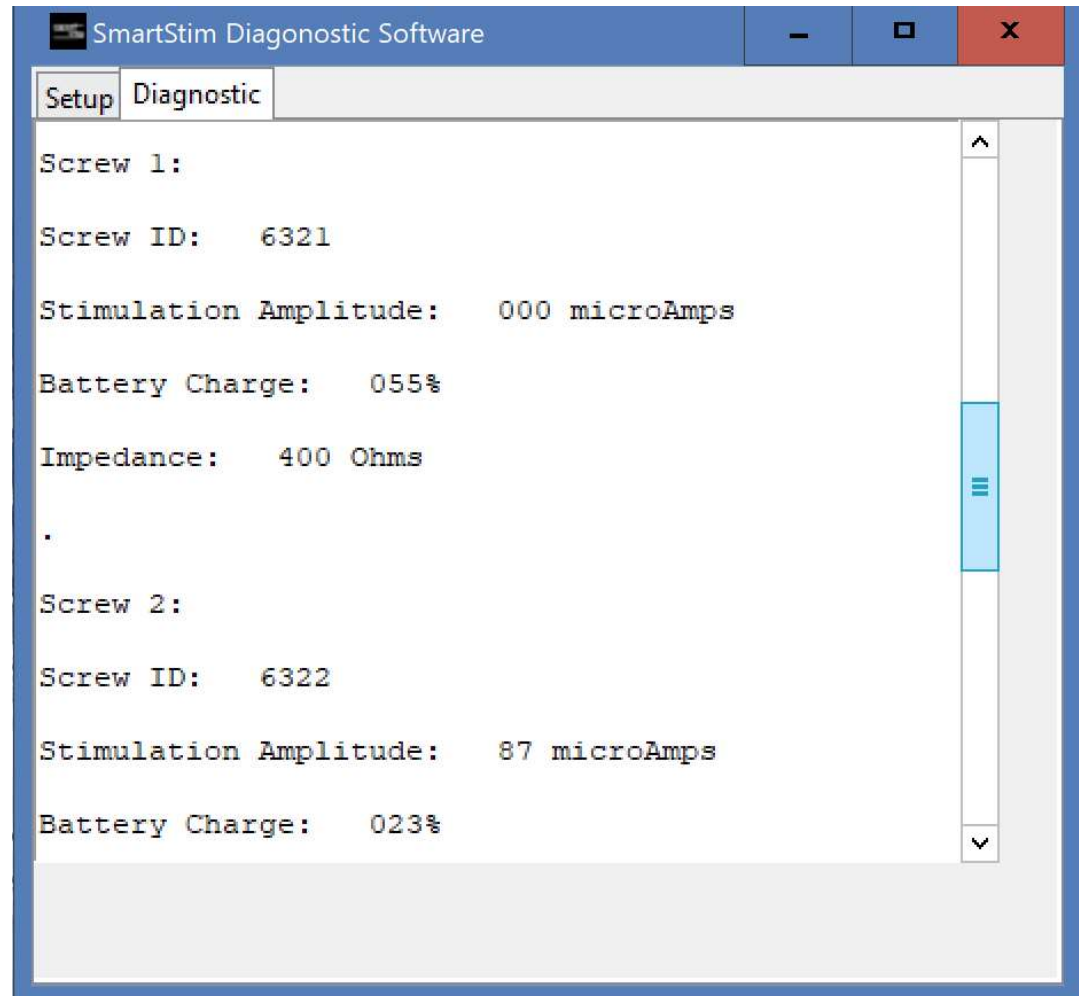 SmartStim Diagonostic Software
Setup Diagnostic
Screw 1:
Screw ID: 6321
Stimulation Amplitude: 000 microAmps
Battery Charge: 055%
Impedance: 400 Ohms
.
Screw 2:
Screw ID: 6322
Stimulation Amplitude: 87 microAmps
Battery Charge: 023%